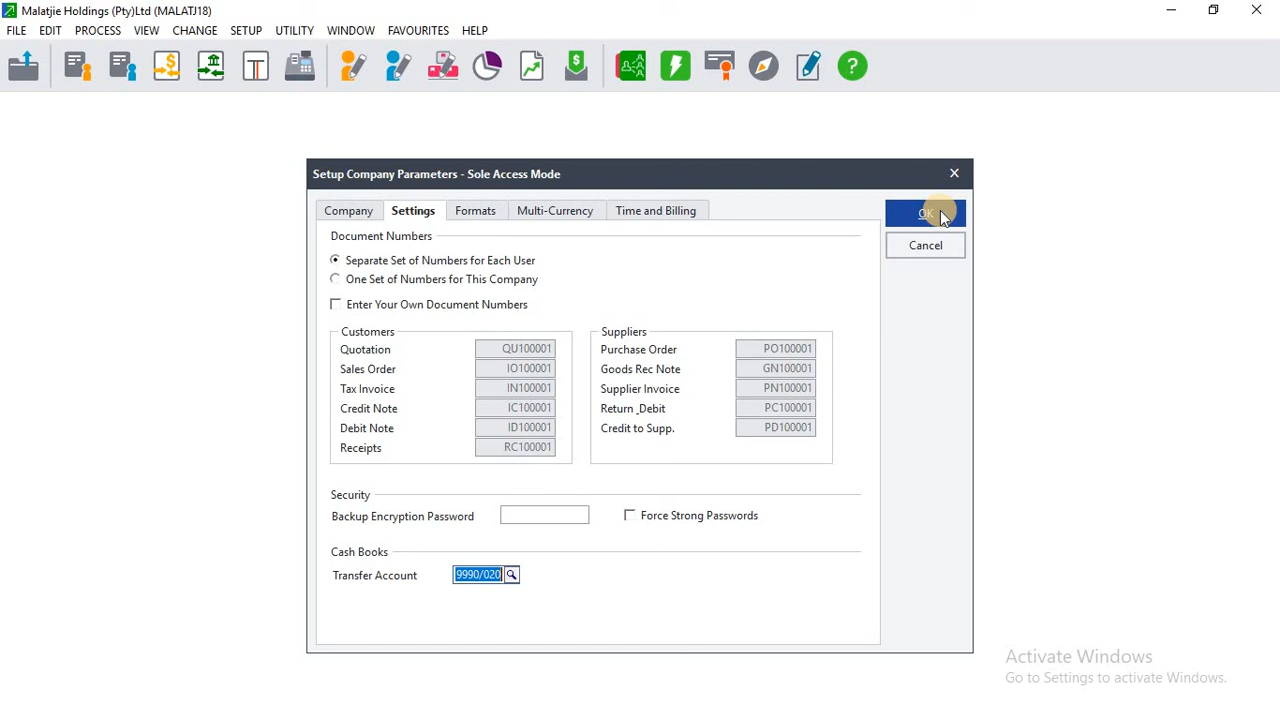 Malatjie Holdings (Pty)Ltd (MALATJ18)
FILE EDIT PROCESS VIEW CHANGE SETUP UTILITY WINDOW FAVOURITES HELP
Setup Company Parameters - Sole Access Mode
Company Settings Formats Multi-Currency Time and Billing
OK
Cancel
Document Numbers
Separate Set of Numbers for Each User
One Set of Numbers for This Company
Enter Your Own Document Numbers
Customers
Quotation QU100001
Sales Order IO100001
Tax Invoice IN100001
Credit Note IC100001
Debit Note ID100001
Receipts RC100001
Suppliers
Purchase Order PO100001
Goods Rec Note GN100001
Supplier Invoice PN100001
Return _Debit PC100001
Credit to Supp. PD100001
Security
Backup Encryption Password Force Strong Passwords
Cash Books
Transfer Account 9990/020
Activate Windows
Go to Settings to activate Windows.